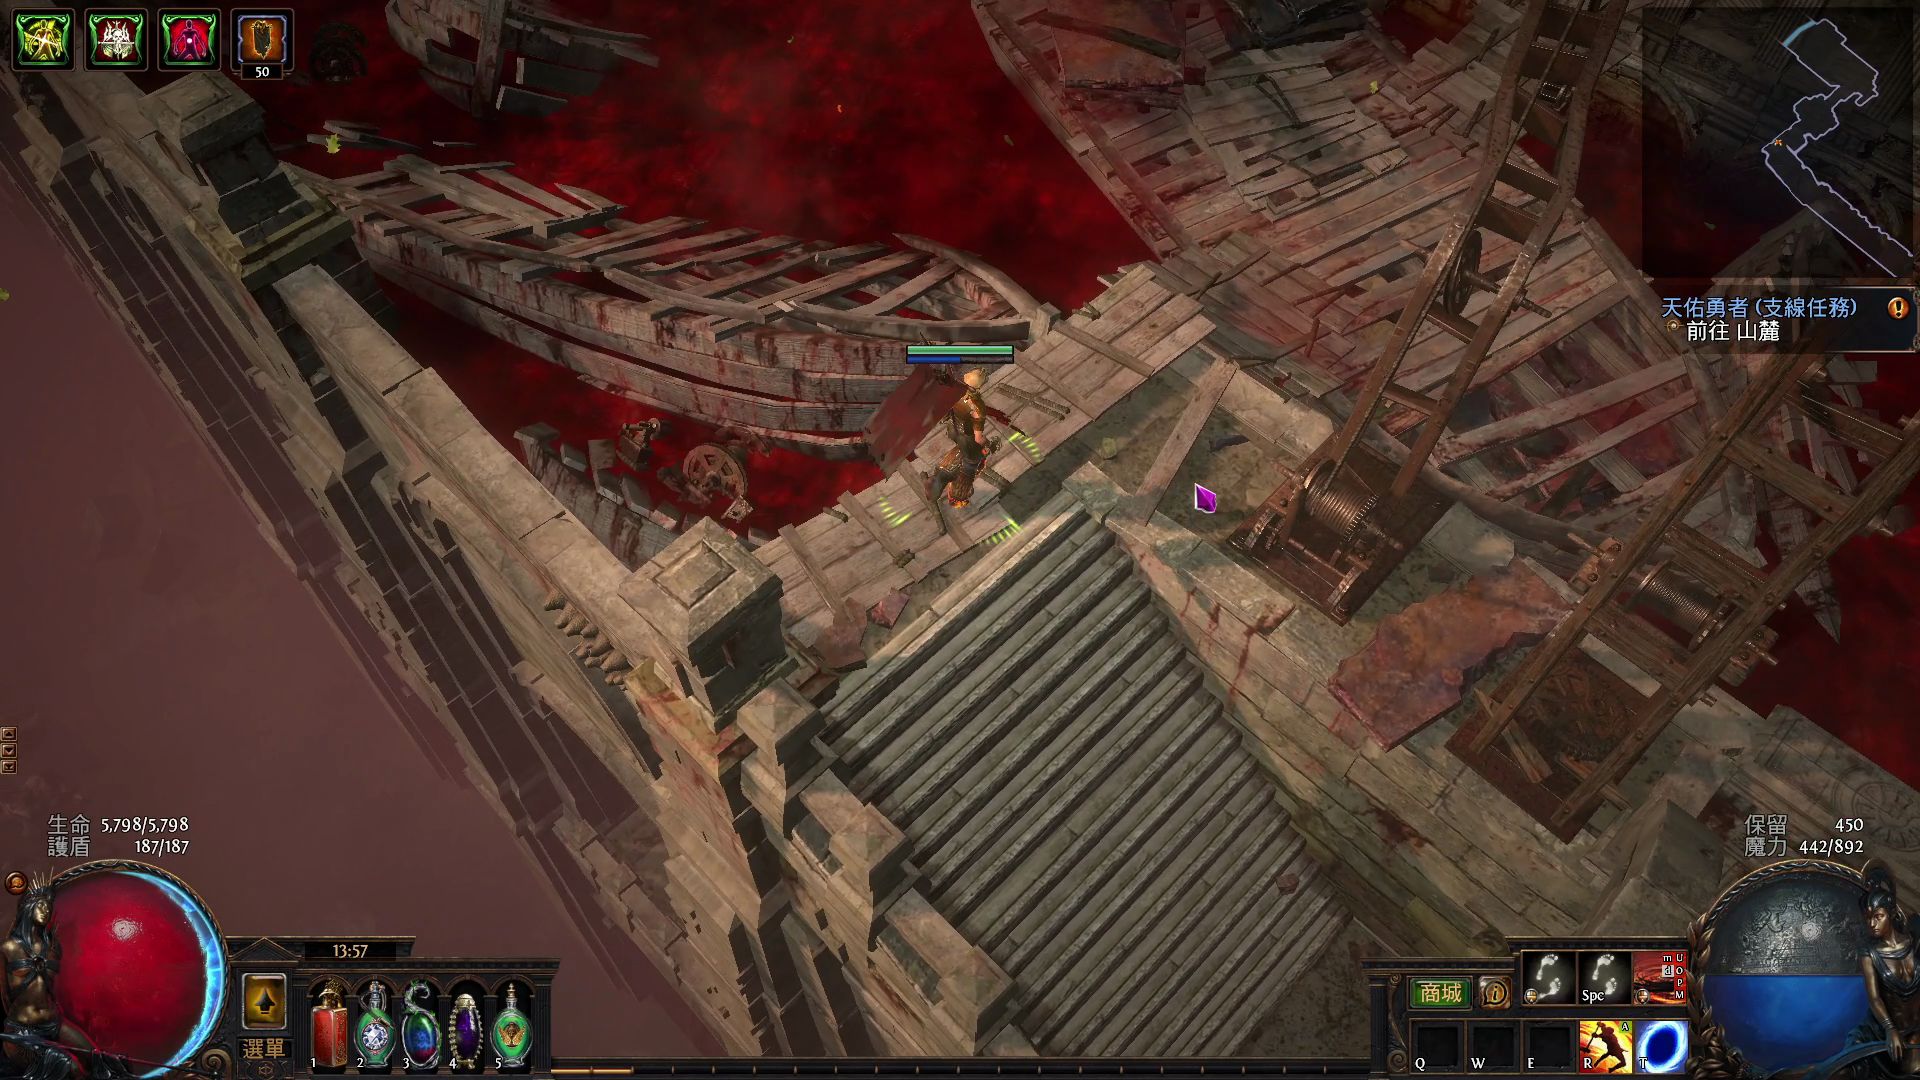 50
天佑勇者 (支線任務)
前往 山麓
生命 5,798/5,798
護盾 187/187
保留 450
魔力 442/892
13:57
選單
1 2 3 4 5
商城
Spc
m U
d O
P
M
Q W E R A T